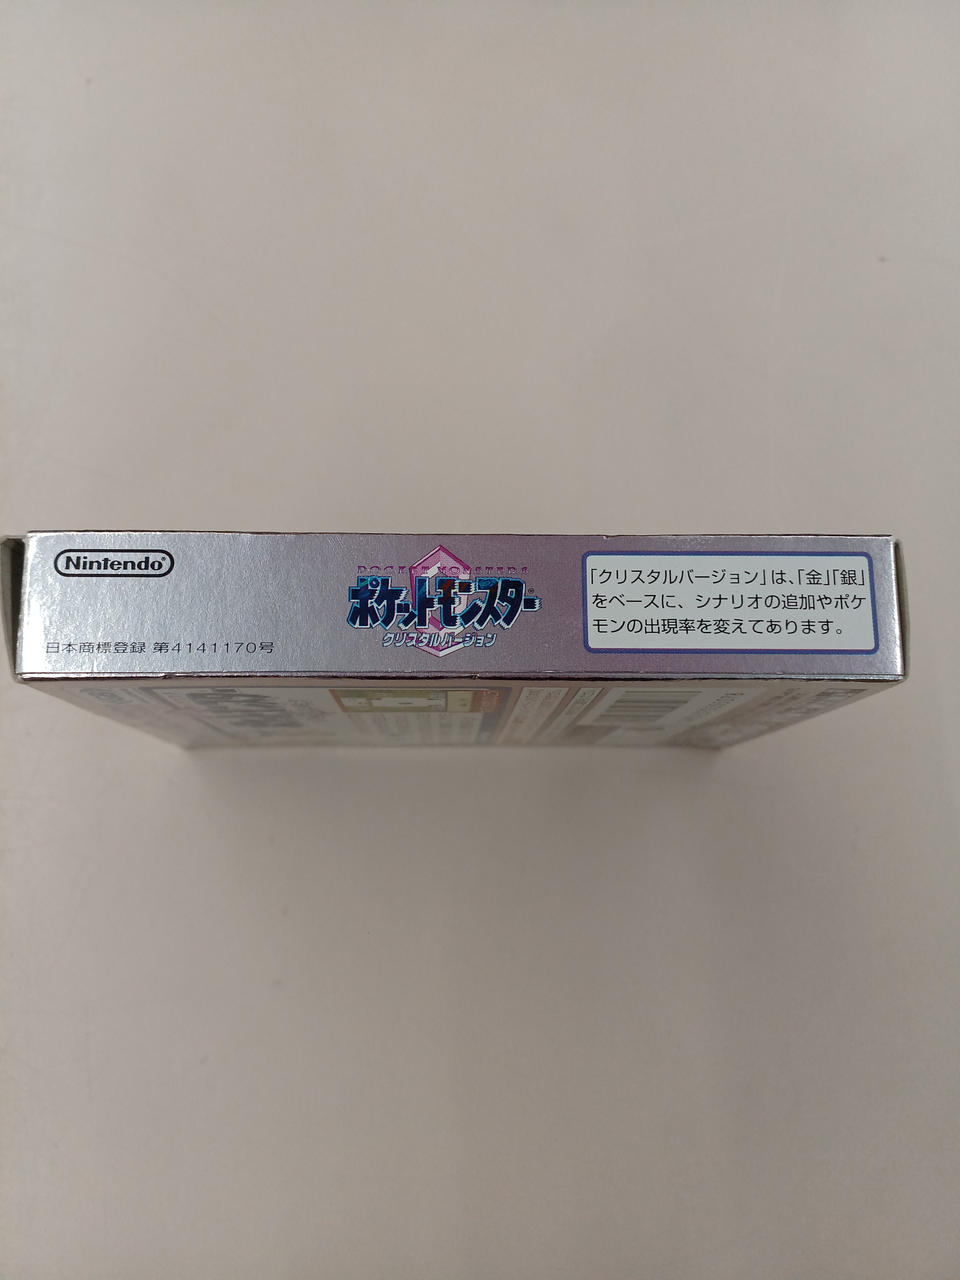 Nintendo
日本商標登録 第4141170号
POCKET MONSTERS
ポケットモンスター
クリスタルバージョン
「クリスタルバージョン」は、「金」「銀」
をベースに、シナリオの追加やポケ
モンの出現率を変えてあります。